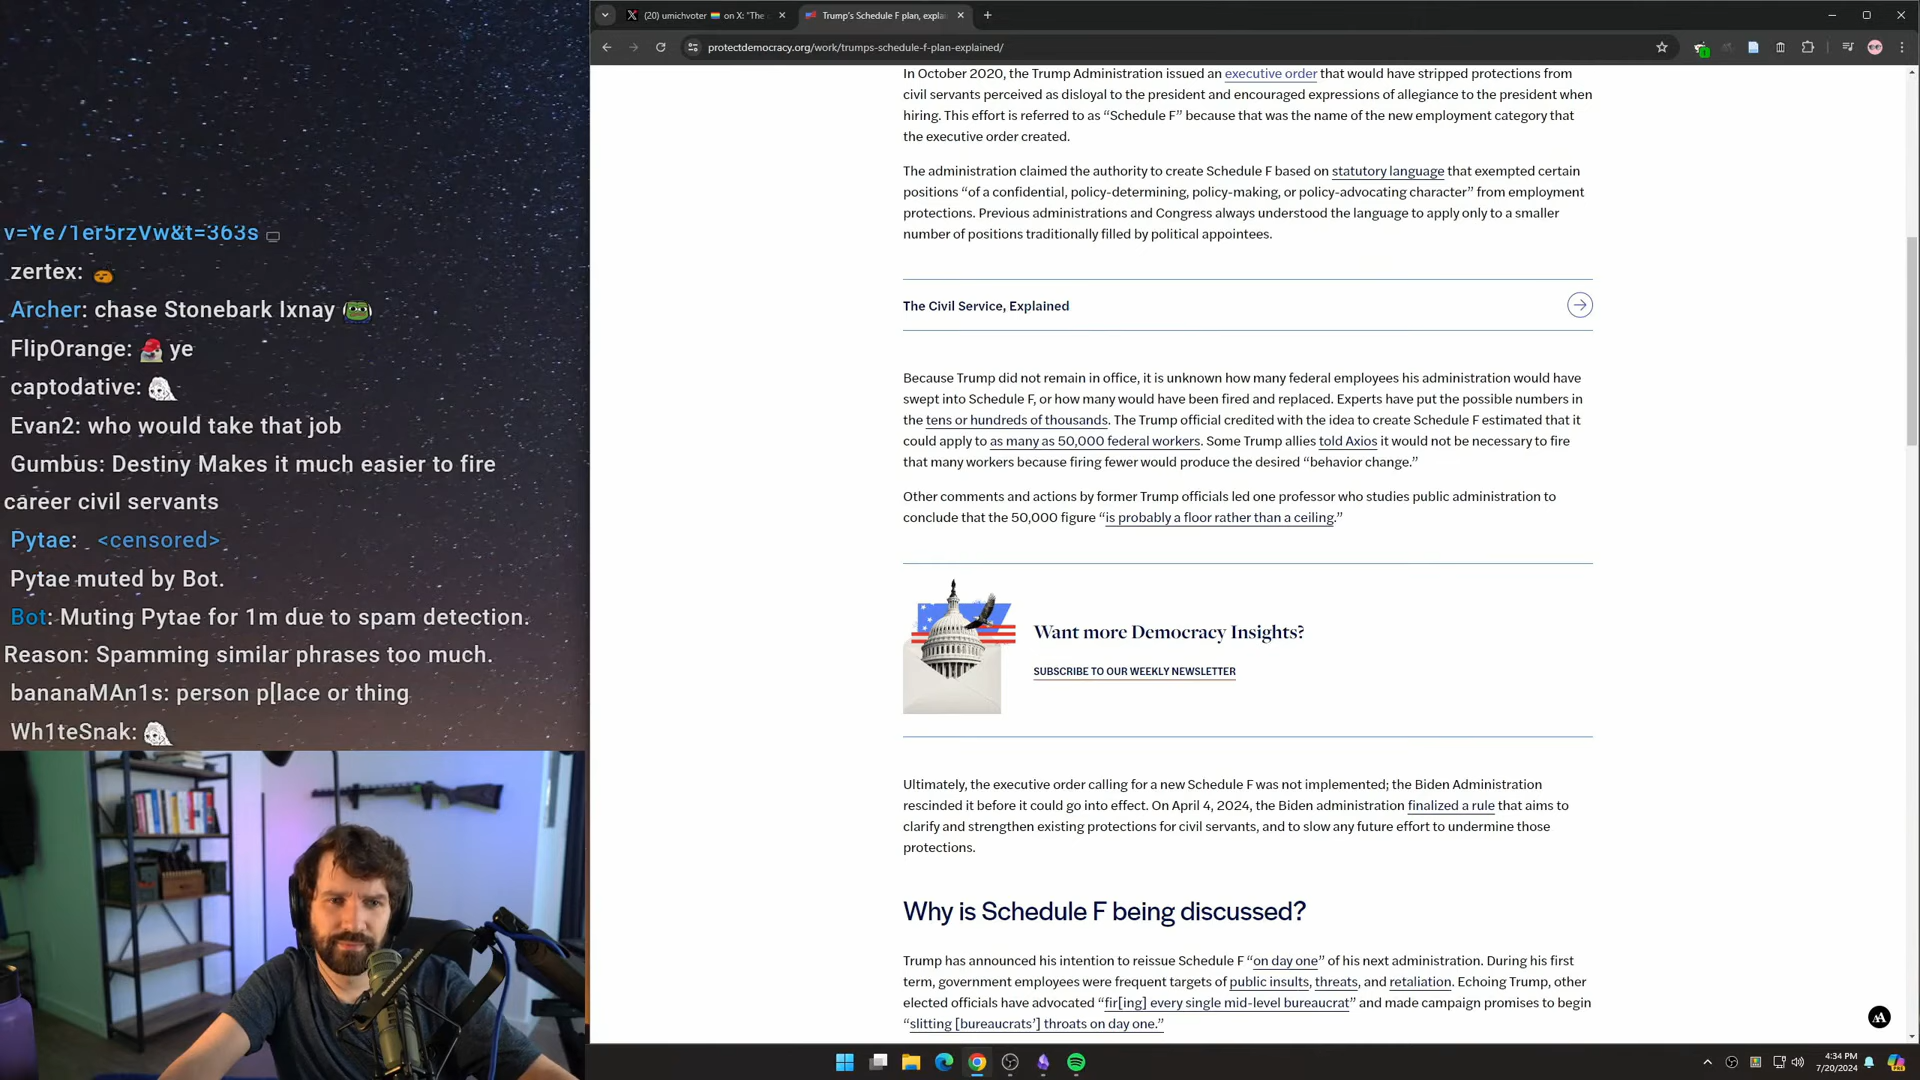 (20) umichvoter on X: "The
Trump's Schedule F plan, explai
protectdemocracy.org/work/trumps-schedule-f-plan-explained/
v=Ye71er5rzVw&t=363s
zertex:
Archer: chase Stonebark Ixnay
FlipOrange: ye
captodative:
Evan2: who would take that job
Gumbus: Destiny Makes it much easier to fire
career civil servants
Pytae: <censored>
Pytae muted by Bot.
Bot: Muting Pytae for 1m due to spam detection.
Reason: Spamming similar phrases too much.
bananaMAn1s: person p[lace or thing
Wh1teSnak:
In October 2020, the Trump Administration issued an executive order that would have stripped protections from
civil servants perceived as disloyal to the president and encouraged expressions of allegiance to the president when
hiring. This effort is referred to as “Schedule F” because that was the name of the new employment category that
the executive order created.
The administration claimed the authority to create Schedule F based on statutory language that exempted certain
positions “of a confidential, policy-determining, policy-making, or policy-advocating character” from employment
protections. Previous administrations and Congress always understood the language to apply only to a smaller
number of positions traditionally filled by political appointees.
The Civil Service, Explained
Because Trump did not remain in office, it is unknown how many federal employees his administration would have
swept into Schedule F, or how many would have been fired and replaced. Experts have put the possible numbers in
the tens or hundreds of thousands. The Trump official credited with the idea to create Schedule F estimated that it
could apply to as many as 50,000 federal workers. Some Trump allies told Axios it would not be necessary to fire
that many workers because firing fewer would produce the desired “behavior change.”
Other comments and actions by former Trump officials led one professor who studies public administration to
conclude that the 50,000 figure “is probably a floor rather than a ceiling.”
Want more Democracy Insights?
SUBSCRIBE TO OUR WEEKLY NEWSLETTER
Ultimately, the executive order calling for a new Schedule F was not implemented; the Biden Administration
rescinded it before it could go into effect. On April 4, 2024, the Biden administration finalized a rule that aims to
clarify and strengthen existing protections for civil servants, and to slow any future effort to undermine those
protections.
Why is Schedule F being discussed?
Trump has announced his intention to reissue Schedule F “on day one” of his next administration. During his first
term, government employees were frequent targets of public insults, threats, and retaliation. Echoing Trump, other
elected officials have advocated “fir[ing] every single mid-level bureaucrat” and made campaign promises to begin
“slitting [bureaucrats’] throats on day one.”
4:34 PM
7/20/2024